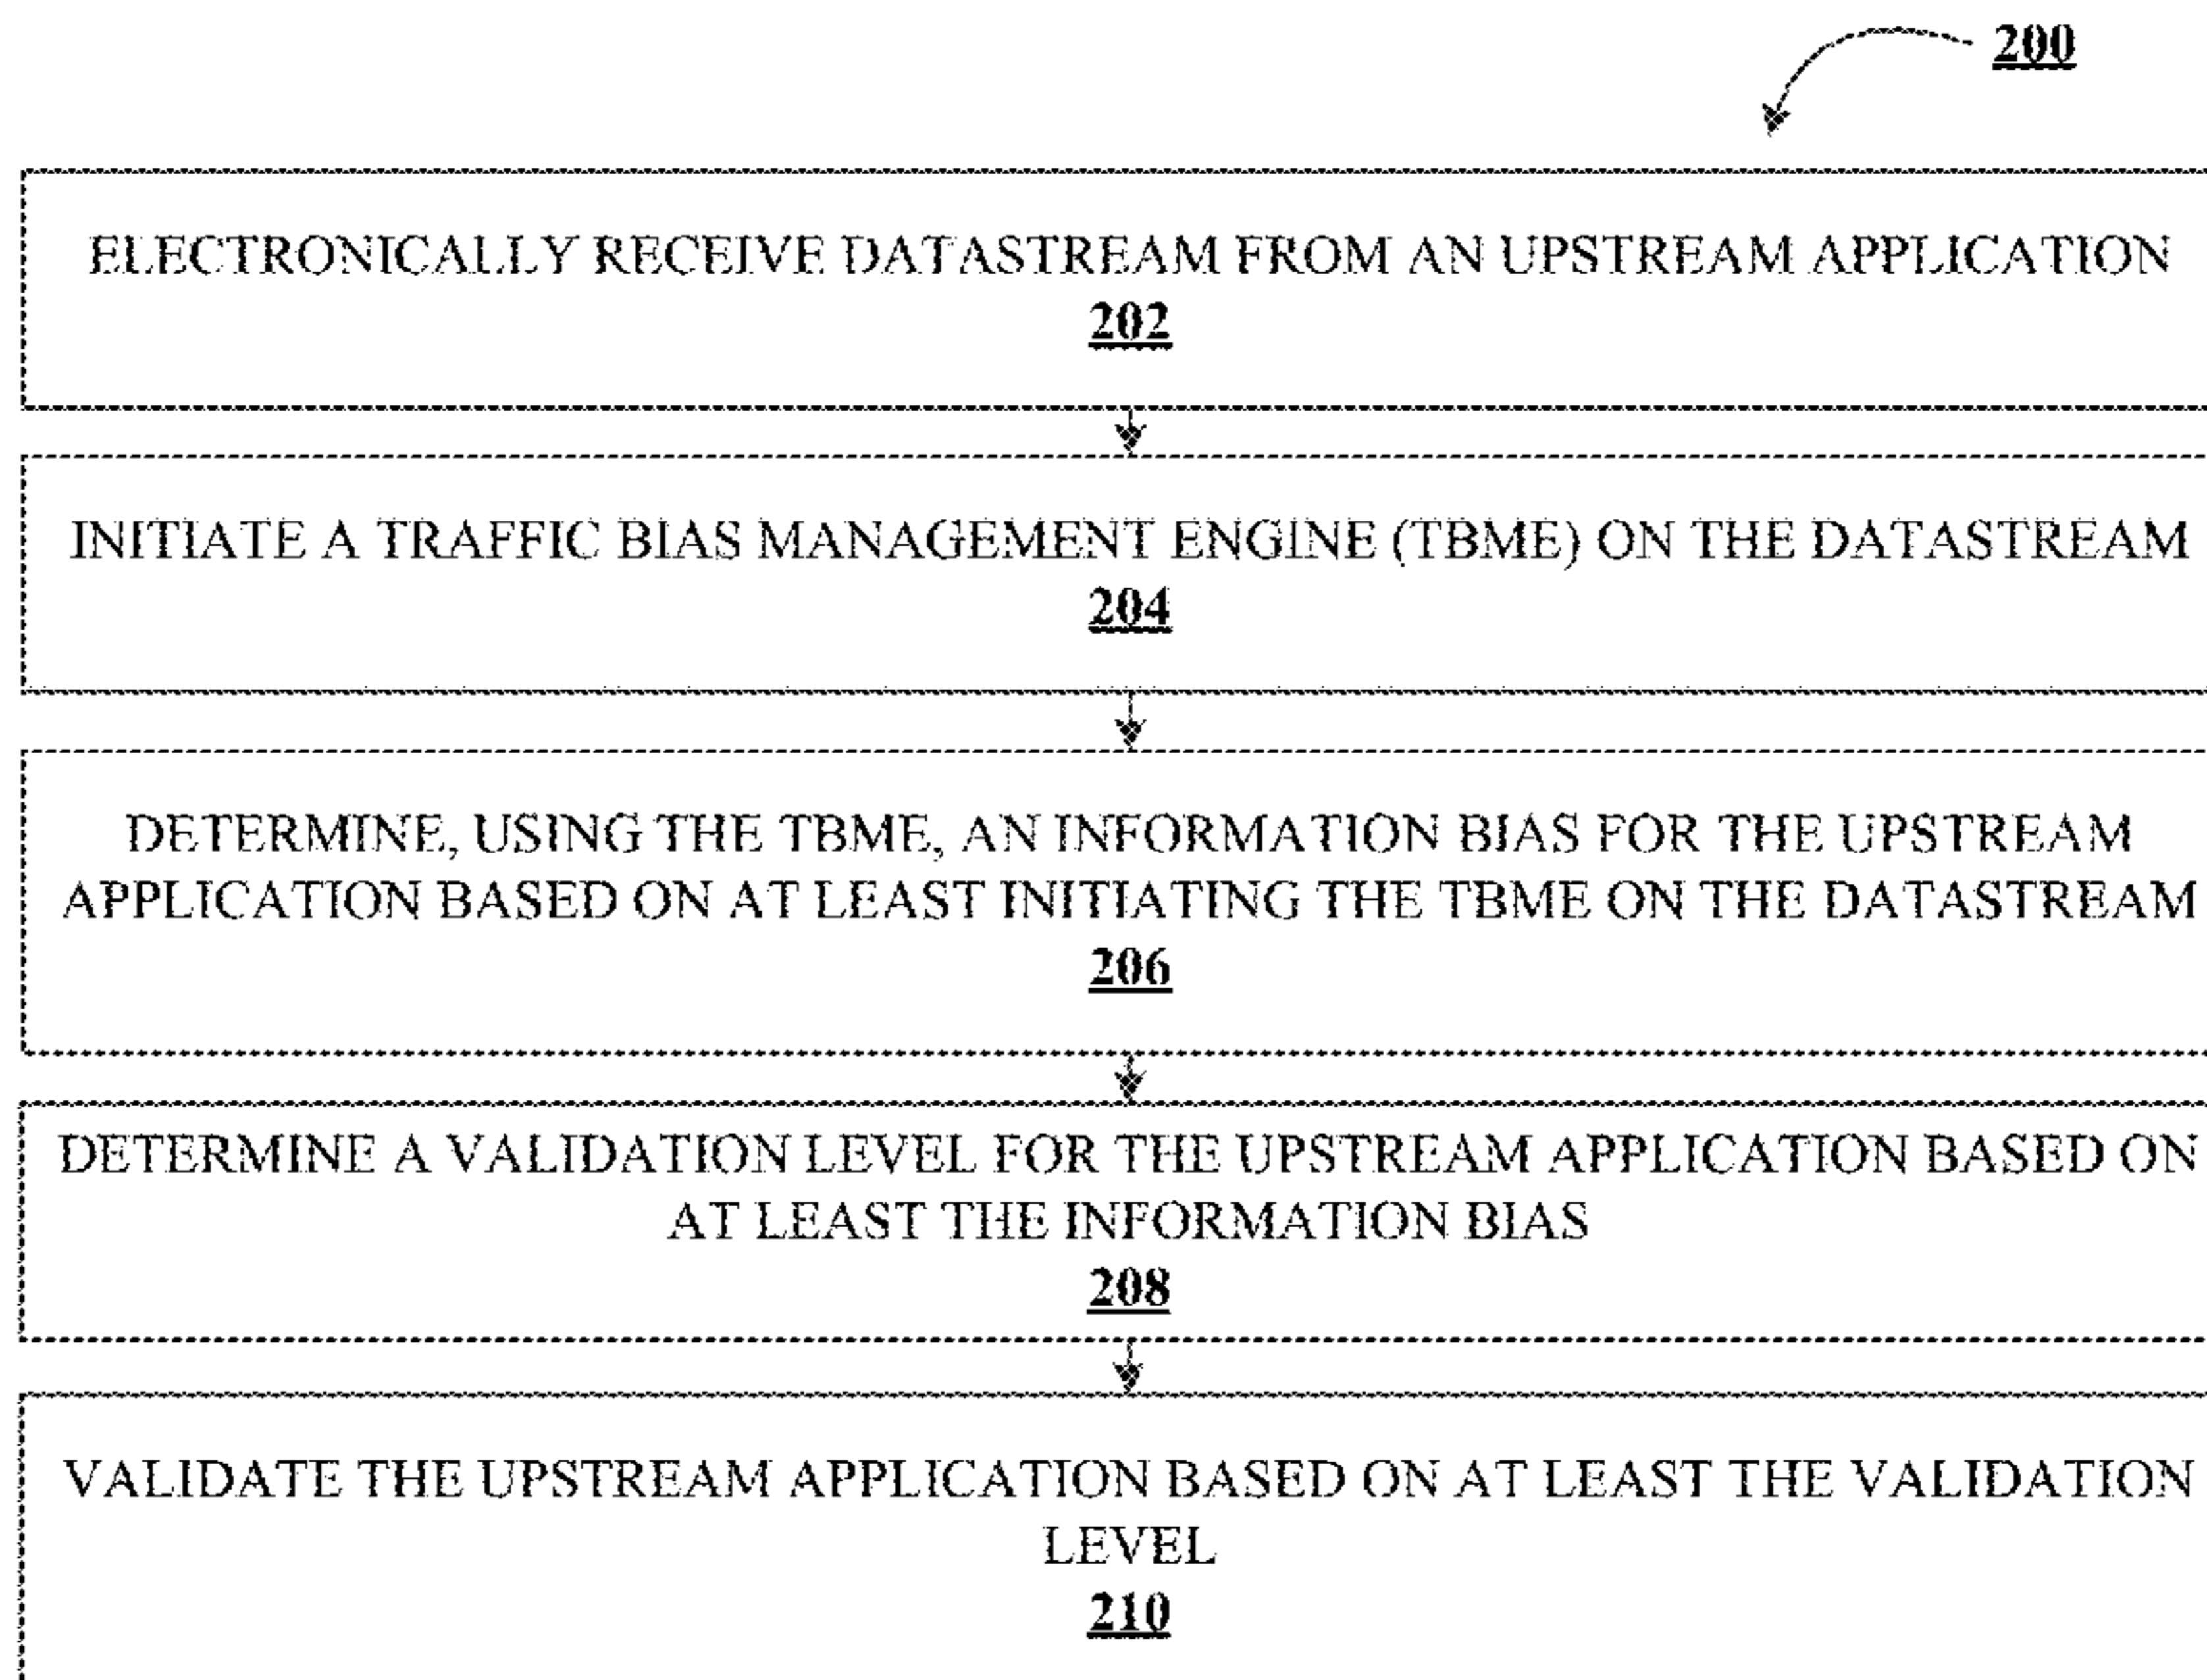 200
ELECTRONICALLY RECEIVE DATASTREAM FROM AN UPSTREAM APPLICATION
202
INITIATE A TRAFFIC BIAS MANAGEMENT ENGINE (TBME) ON THE DATASTREAM
204
DETERMINE, USING THE TBME, AN INFORMATION BIAS FOR THE UPSTREAM
APPLICATION BASED ON AT LEAST INITIATING THE TBME ON THE DATASTREAM
206
DETERMINE A VALIDATION LEVEL FOR THE UPSTREAM APPLICATION BASED ON
AT LEAST THE INFORMATION BIAS
208
VALIDATE THE UPSTREAM APPLICATION BASED ON AT LEAST THE VALIDATION
LEVEL
210